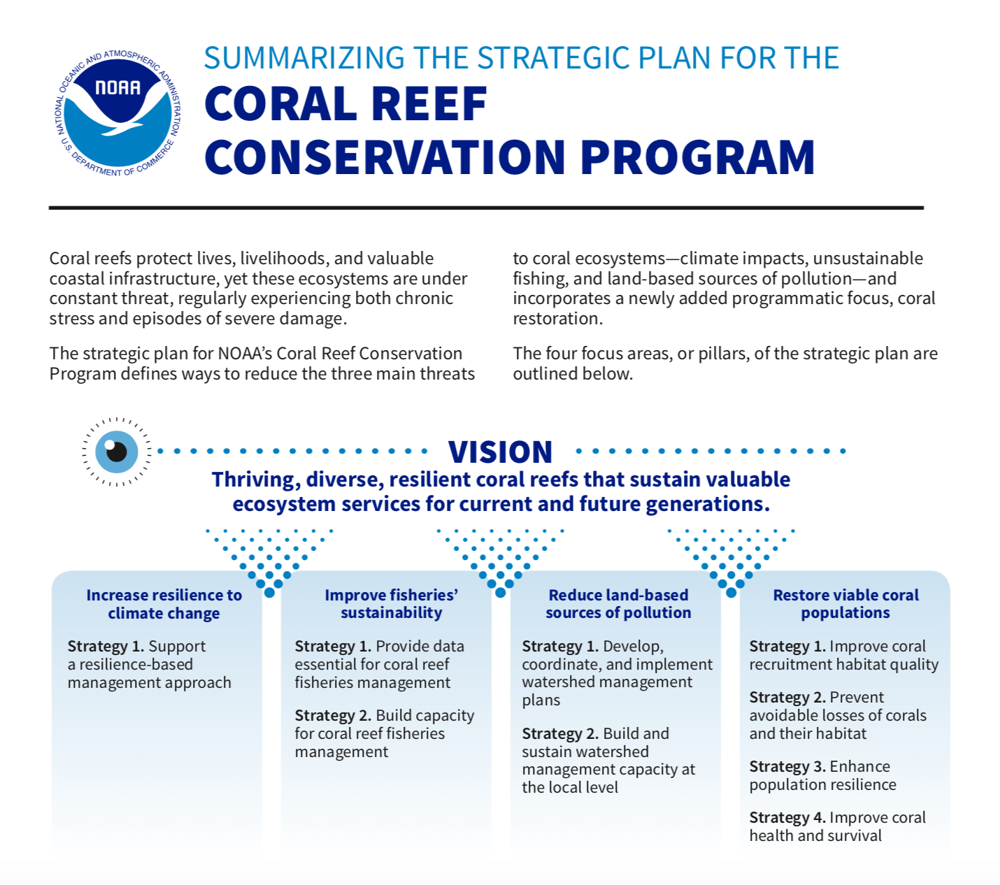 NATIONAL OCEANIC AND ATMOSPHERIC ADMINISTRATION
U.S. DEPARTMENT OF COMMERCE
NOAA
SUMMARIZING THE STRATEGIC PLAN FOR THE
CORAL REEF
CONSERVATION PROGRAM
Coral reefs protect lives, livelihoods, and valuable
coastal infrastructure, yet these ecosystems are under
constant threat, regularly experiencing both chronic
stress and episodes of severe damage.
The strategic plan for NOAA’s Coral Reef Conservation
Program defines ways to reduce the three main threats
to coral ecosystems—climate impacts, unsustainable
fishing, and land-based sources of pollution—and
incorporates a newly added programmatic focus, coral
restoration.
The four focus areas, or pillars, of the strategic plan are
outlined below.
VISION
Thriving, diverse, resilient coral reefs that sustain valuable
ecosystem services for current and future generations.
Increase resilience to
climate change
Strategy 1. Support
a resilience-based
management approach
Improve fisheries’
sustainability
Strategy 1. Provide data
essential for coral reef
fisheries management
Strategy 2. Build capacity
for coral reef fisheries
management
Reduce land-based
sources of pollution
Strategy 1. Develop,
coordinate, and implement
watershed management
plans
Strategy 2. Build and
sustain watershed
management capacity at
the local level
Restore viable coral
populations
Strategy 1. Improve coral
recruitment habitat quality
Strategy 2. Prevent
avoidable losses of corals
and their habitat
Strategy 3. Enhance
population resilience
Strategy 4. Improve coral
health and survival